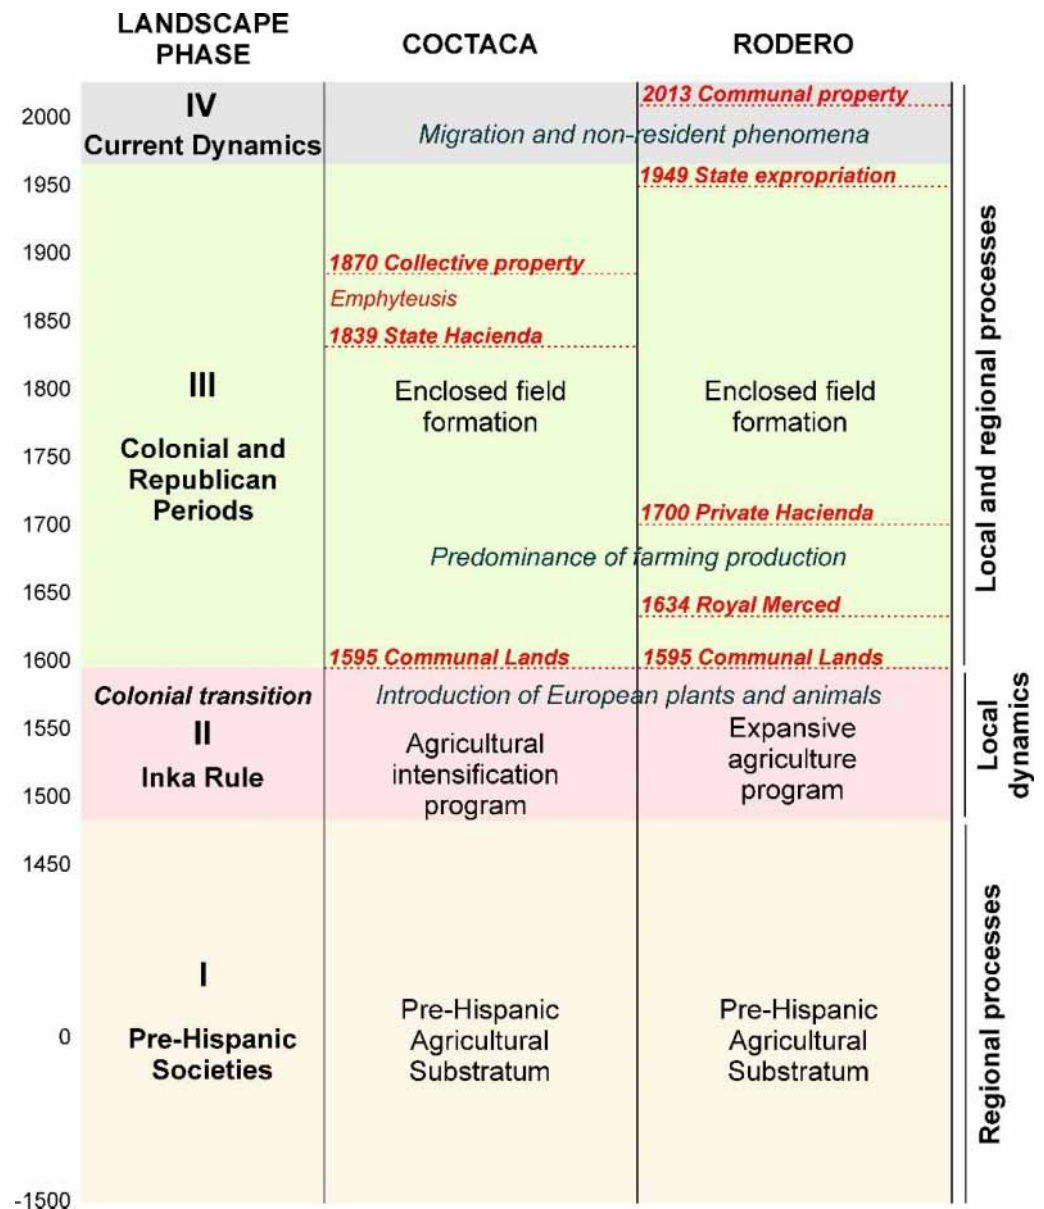 LANDSCAPE
PHASE
COCTACA
RODERO
2000
IV
Current Dynamics
2013 Communal property
Migration and non-resident phenomena
1950
1949 State expropriation
1900
1870 Collective property
Emphyteusis
1850
1839 State Hacienda
1800
III
Colonial and
Republican
Periods
Enclosed field
formation
Enclosed field
formation
1750
1700
1700 Private Hacienda
Predominance of farming production
1650
1634 Royal Merced
1600
1595 Communal Lands
1595 Communal Lands
Colonial transition
Introduction of European plants and animals
1550
II
Inka Rule
Agricultural
intensification
program
Expansive
agriculture
program
1500
1450
I
Pre-Hispanic
Societies
Pre-Hispanic
Agricultural
Substratum
Pre-Hispanic
Agricultural
Substratum
0
-1500
Local and regional processes
Local
dynamics
Regional processes